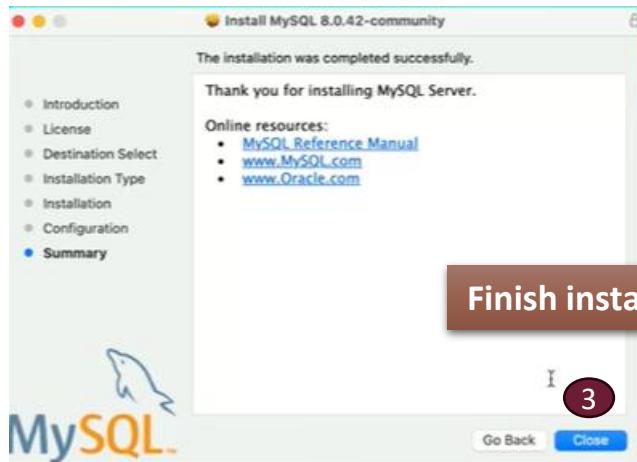 Install MySQL 8.0.42-community
The installation was completed successfully.
Introduction
License
Destination Select
Installation Type
Installation
Configuration
Summary
Thank you for installing MySQL Server.
Online resources:
• MySQL Reference Manual
• www.MySQL.com
• www.Oracle.com
Finish insta
3
MySQL™
Go Back
Close